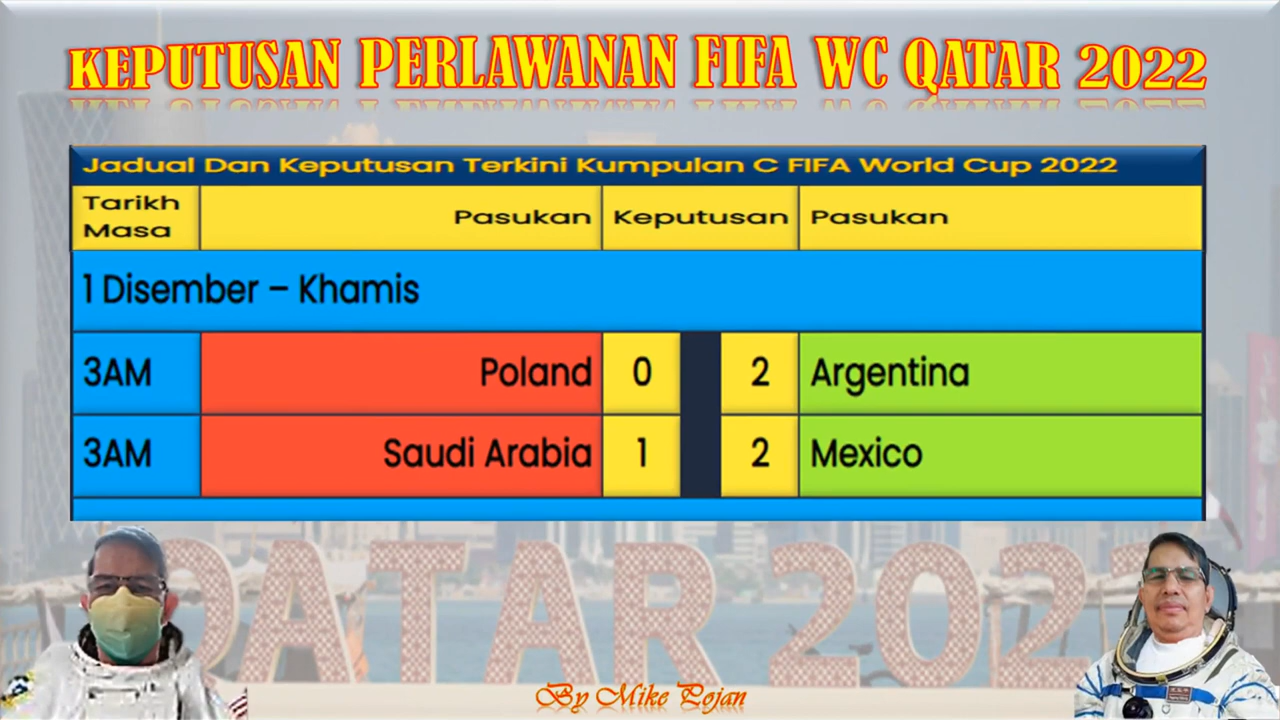 KEPUTUSAN PERLAWANAN FIFA WC QATAR 2022
Jadual Dan Keputusan Terkini Kumpulan C FIFA World Cup 2022
Tarikh Masa Pasukan Keputusan Pasukan
1 Disember – Khamis
3AM Poland 0 2 Argentina
3AM Saudi Arabia 1 2 Mexico
QATAR 2022
By Mike Pojan